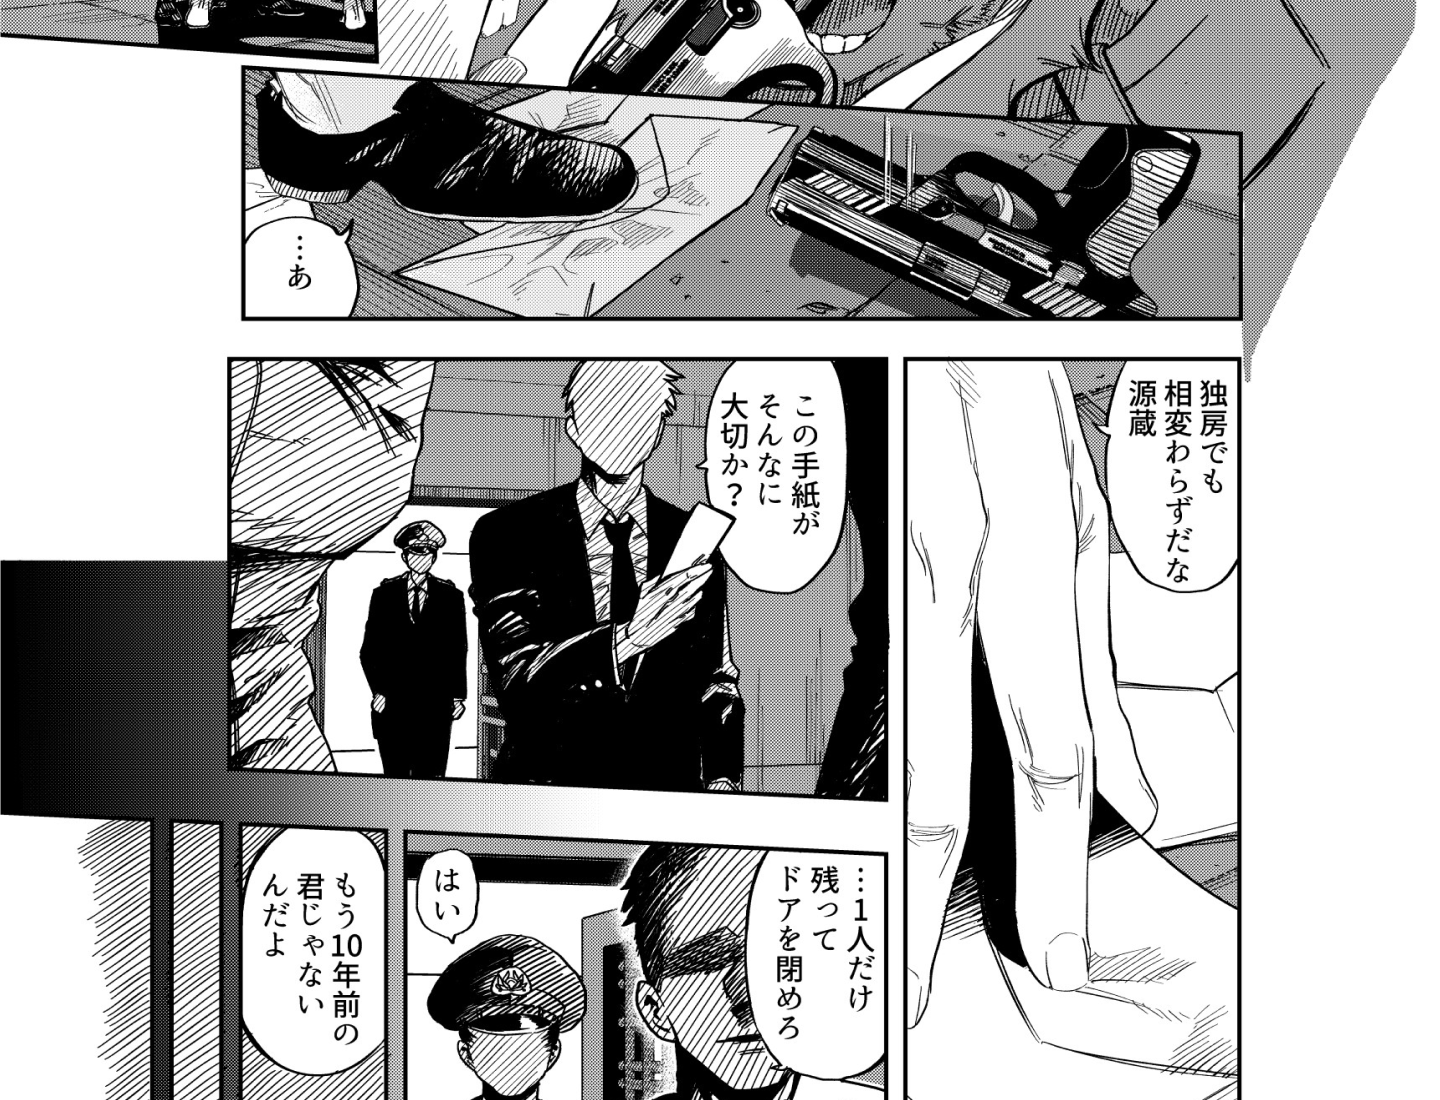 …あ
独房でも
相変わらずだな
源蔵
この手紙が
そんなに
大切か？
…1人だけ
残って
ドアを閉めろ
はい
もう10年前の
君じゃない
んだよ